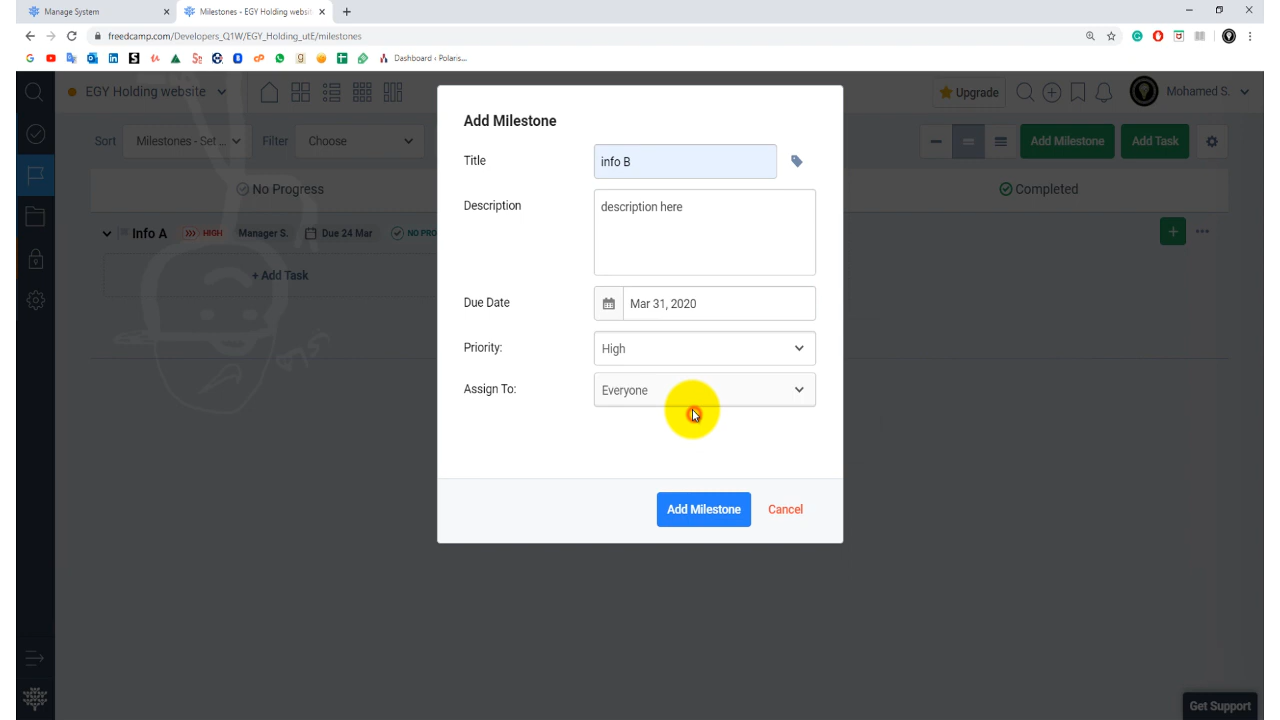 Manage System
Milestones - EGY Holding websit
freedcamp.com/Developers_Q1W/EGY_Holding_utE/milestones
Dashboard ‹ Polaris...
EGY Holding website
Upgrade
Mohamed S.
Sort
Milestones - Set ...
Filter
Choose
Add Milestone
Add Task
No Progress
Completed
Info A
HIGH
Manager S.
Due 24 Mar
NO PRO
+ Add Task
Add Milestone
Title
info B
Description
description here
Due Date
Mar 31, 2020
Priority:
High
Assign To:
Everyone
Add Milestone
Cancel
Get Support